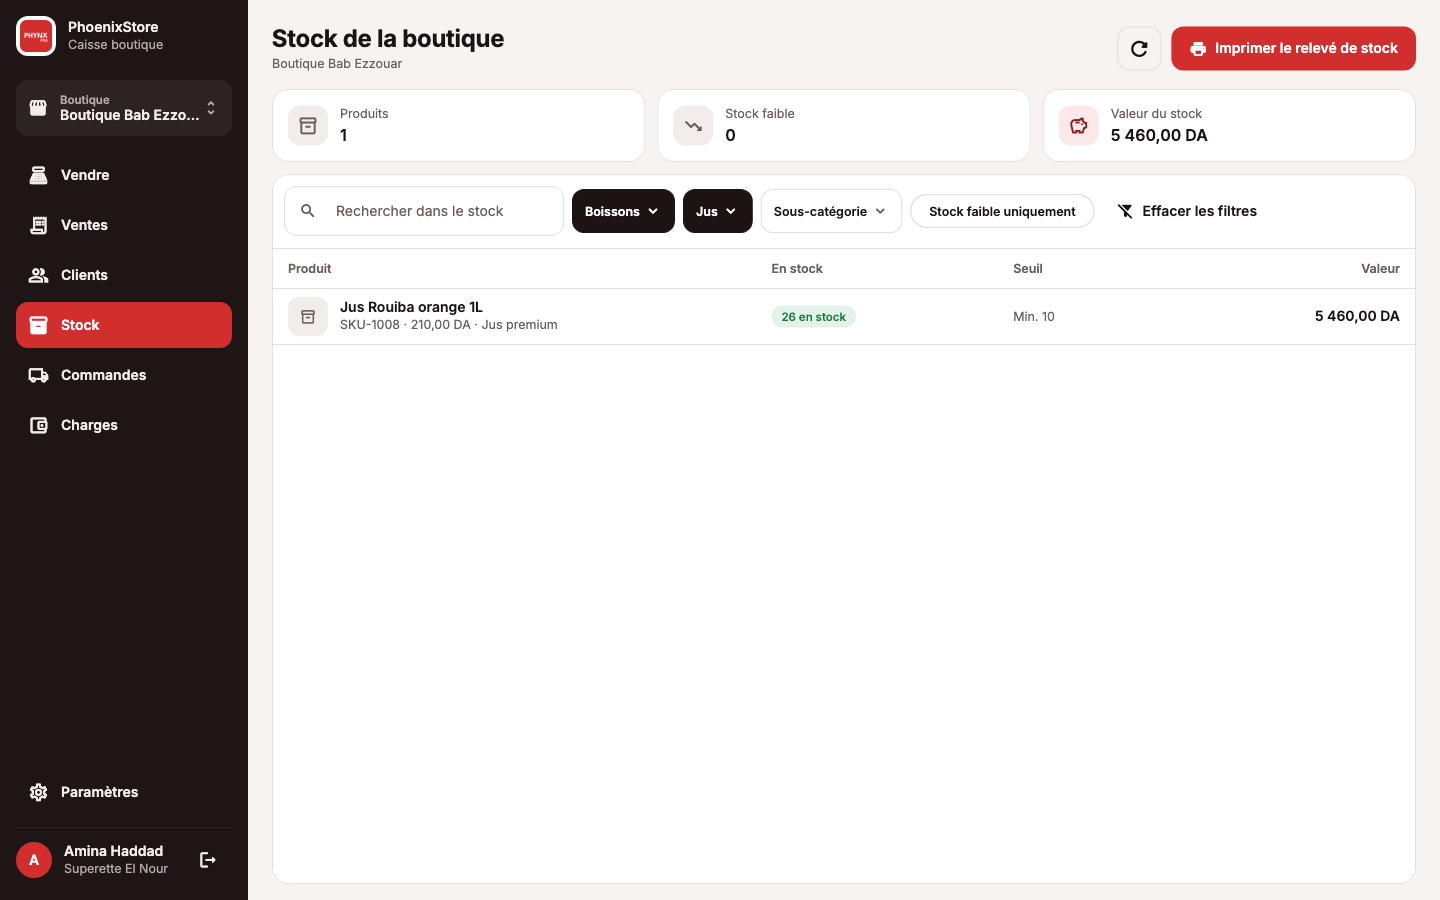 PHYNX
POS
PhoenixStore
Caisse boutique
Boutique
Boutique Bab Ezzo...
Vendre
Ventes
Clients
Stock
Commandes
Charges
Paramètres
A
Amina Haddad
Superette El Nour
Stock de la boutique
Boutique Bab Ezzouar
Imprimer le relevé de stock
Produits
1
Stock faible
0
Valeur du stock
5 460,00 DA
Rechercher dans le stock
Boissons
Jus
Sous-catégorie
Stock faible uniquement
Effacer les filtres
Produit En stock Seuil Valeur
Jus Rouiba orange 1L
SKU-1008 · 210,00 DA · Jus premium
26 en stock
Min. 10
5 460,00 DA